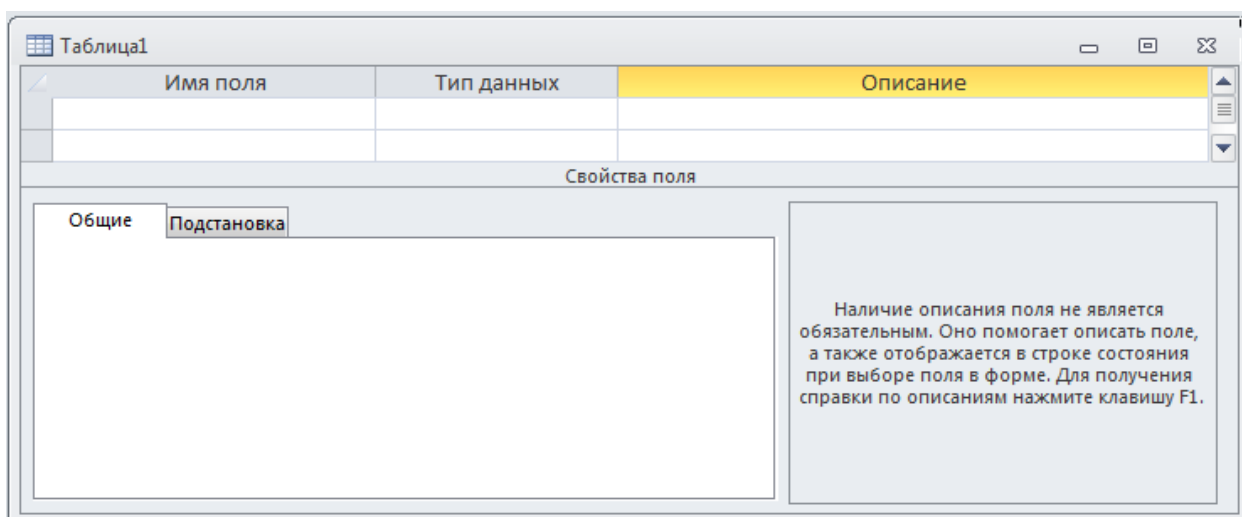 Таблица1
Имя поля Тип данных Описание
Свойства поля
Общие Подстановка
Наличие описания поля не является
обязательным. Оно помогает описать поле,
а также отображается в строке состояния
при выборе поля в форме. Для получения
справки по описаниям нажмите клавишу F1.